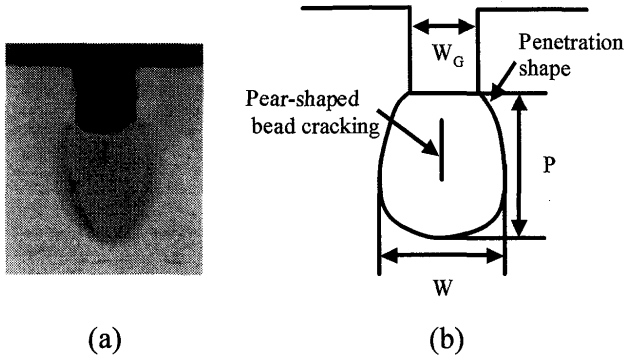 W_G
Penetration
shape
Pear-shaped
bead cracking
P
W
(a)
(b)